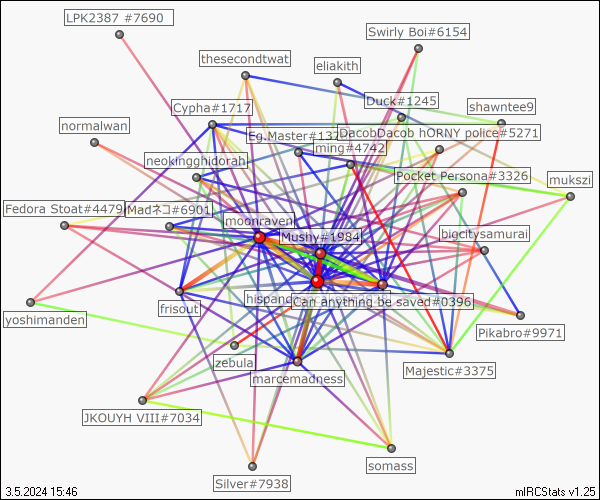 LPK2387 #7690
Swirly Boi#6154
thesecondtwat
eliakith
Cypha#1717
Duck#1245
shawntee9
normalwan
Eg.Master#137
DacobDacob hORNY police#5271
ming#4742
neokingghidorah
Pocket Persona#3326
mukszi
Fedora Stoat#4479
Madネコ#6901
moonraven
Mushy#1984
bigcitysamurai
hispand
Can anything be saved#0396
frisout
yoshimanden
Pikabro#9971
zebula
Majestic#3375
marcemadness
JKOUYH VIII#7034
somass
Silver#7938
3.5.2024 15:46
mIRCStats v1.25